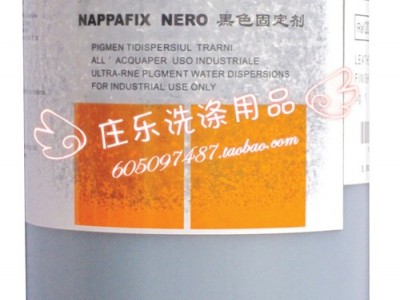 NAPPAFIX NERO 黑色固定剂
PIGMEN TIDISPERSIUL TRARNI
ALL' ACQUAPER USO INDUSTRIALE
ULTRA-RNE PLGMENT WATER DISPERSIONS
FOR INDUSTRIAL USE ONLY
庄乐洗涤用品
605097487.taobao.com